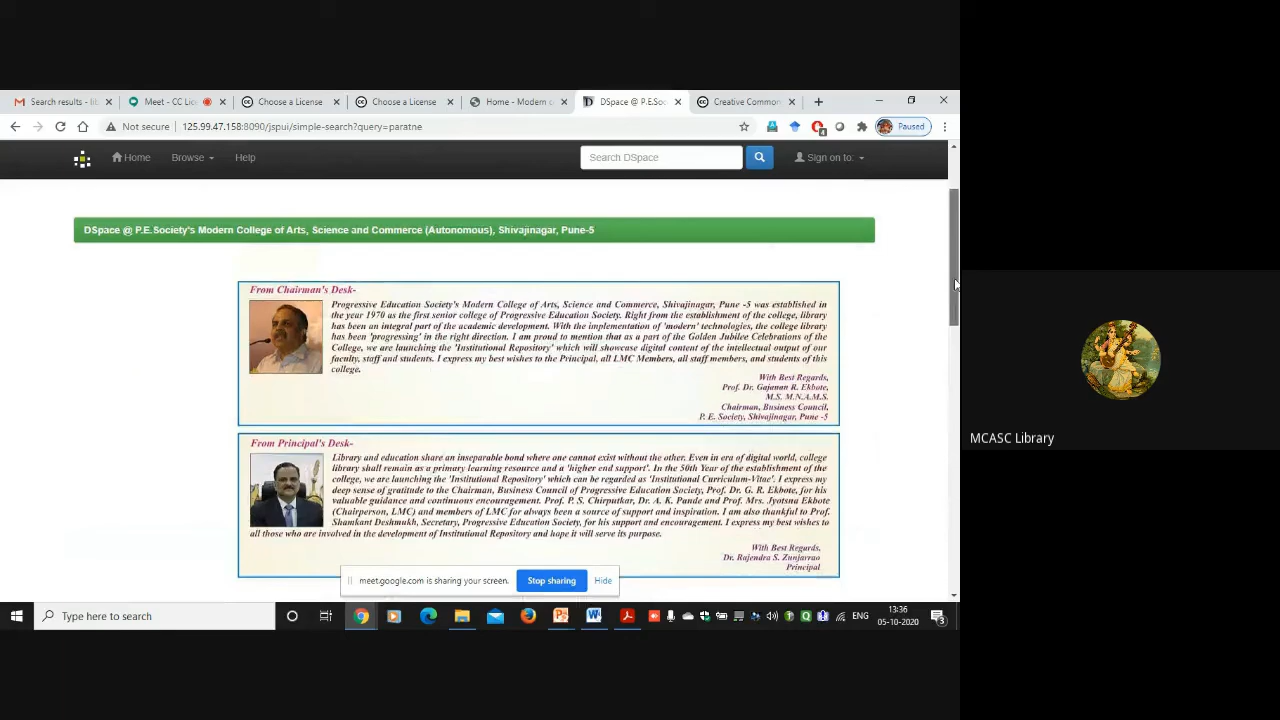 Search results - lib
Meet - CC Lice
Choose a License
Choose a License
Home - Modern c
DSpace @ P.E.Soc
Creative Common
Not secure
125.99.47.158:8090/jspui/simple-search?query=paratne
Paused
Home
Browse
Help
Search DSpace
Sign on to:
DSpace @ P.E.Society's Modern College of Arts, Science and Commerce (Autonomous), Shivajinagar, Pune-5
From Chairman's Desk-
Progressive Education Society's Modern College of Arts, Science and Commerce, Shivajinagar, Pune -5 was established in
the year 1970 as the first senior college of Progressive Education Society. Right from the establishment of the college, library
has been an integral part of the academic development. With the implementation of 'modern' technologies, the college library
has been 'progressing' in the right direction. I am proud to mention that as a part of the Golden Jubilee Celebrations of the
College, we are launching the 'Institutional Repository' which will showcase digital content of the intellectual output of our
faculty, staff and students. I express my best wishes to the Principal, all LMC Members, all staff members, and students of this
college.
With Best Regards,
Prof. Dr. Gajanan R. Ekbote,
M.S. M.N.A.M.S.
Chairman, Business Council,
P. E. Society, Shivajinagar, Pune -5
From Principal's Desk-
Library and education share an inseparable bond where one cannot exist without the other. Even in era of digital world, college
library shall remain as a primary learning resource and a 'higher end support'. In the 50th Year of the establishment of the
college, we are launching the 'Institutional Repository' which can be regarded as 'Institutional Curriculum-Vitae'. I express my
deep sense of gratitude to the Chairman, Business Council of Progressive Education Society, Prof. Dr. G. R. Ekbote, for his
valuable guidance and continuous encouragement. Prof. P. S. Chirputkar, Dr. A. K. Pande and Prof. Mrs. Jyotsna Ekbote
(Chairperson, LMC) and members of LMC for always been a source of support and inspiration. I am also thankful to Prof.
Shamkant Deshmukh, Secretary, Progressive Education Society, for his support and encouragement. I express my best wishes to
all those who are involved in the development of Institutional Repository and hope it will serve its purpose.
With Best Regards,
Dr. Rajendra S. Zunjarrao
Principal
meet.google.com is sharing your screen.
Stop sharing
Hide
MCASC Library
Type here to search
ENG
13:36
05-10-2020
3